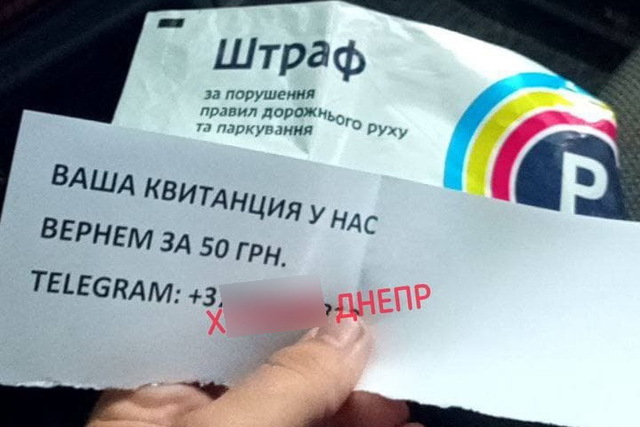 Штраф
за порушення
правил дорожнього руху
та паркування
P
ВАША КВИТАНЦИЯ У НАС
ВЕРНЕМ ЗА 50 ГРН.
TELEGRAM: +3
Х ДНЕПР